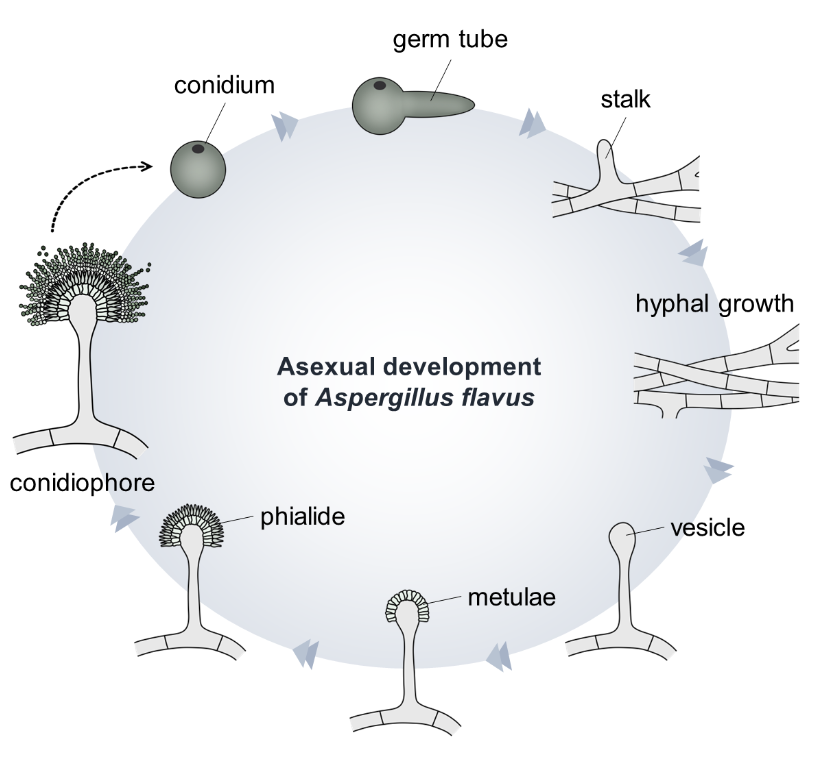 germ tube
conidium
stalk
hyphal growth
Asexual development
of Aspergillus flavus
conidiophore
phialide
vesicle
metulae